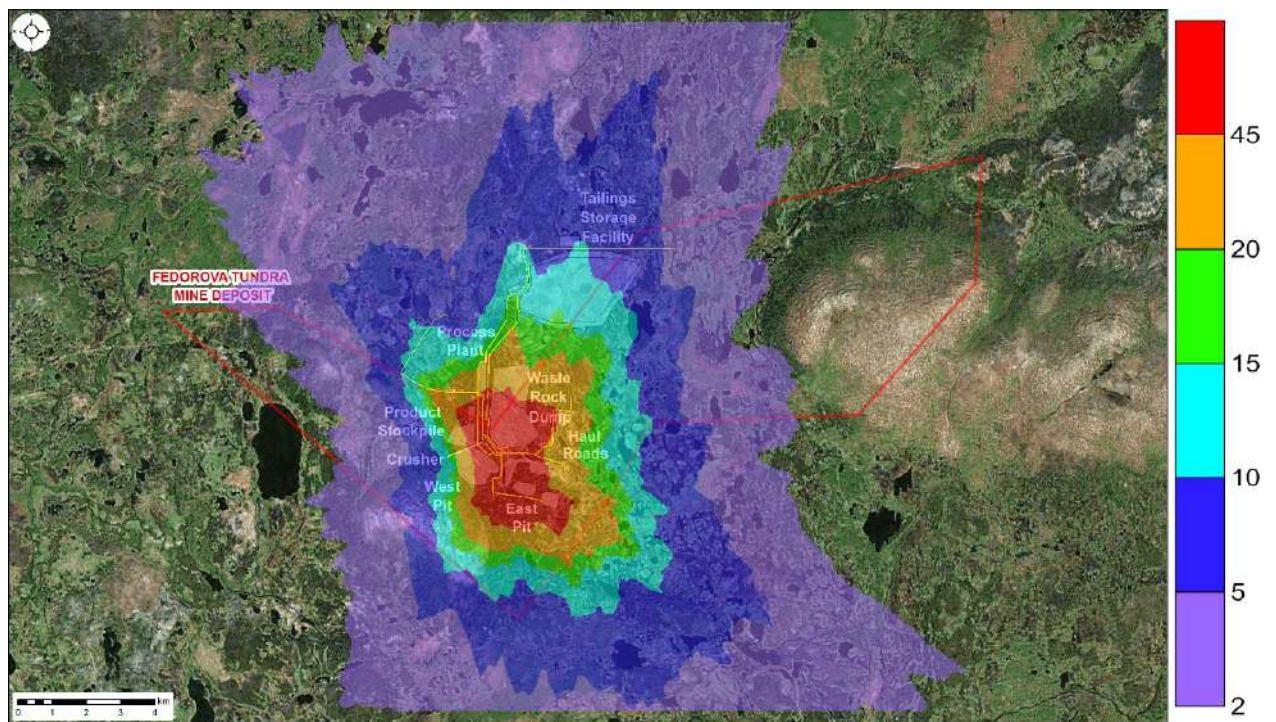 Tailings
Storage
Facility
FEDOROVA TUNDRA
MINE DEPOSIT
Process
Plant
Waste
Rock
Dump
Product
Stockpile
Haul
Roads
Crusher
West
Pit
East
Pit
km
0 1 2 3 4
45
20
15
10
5
2